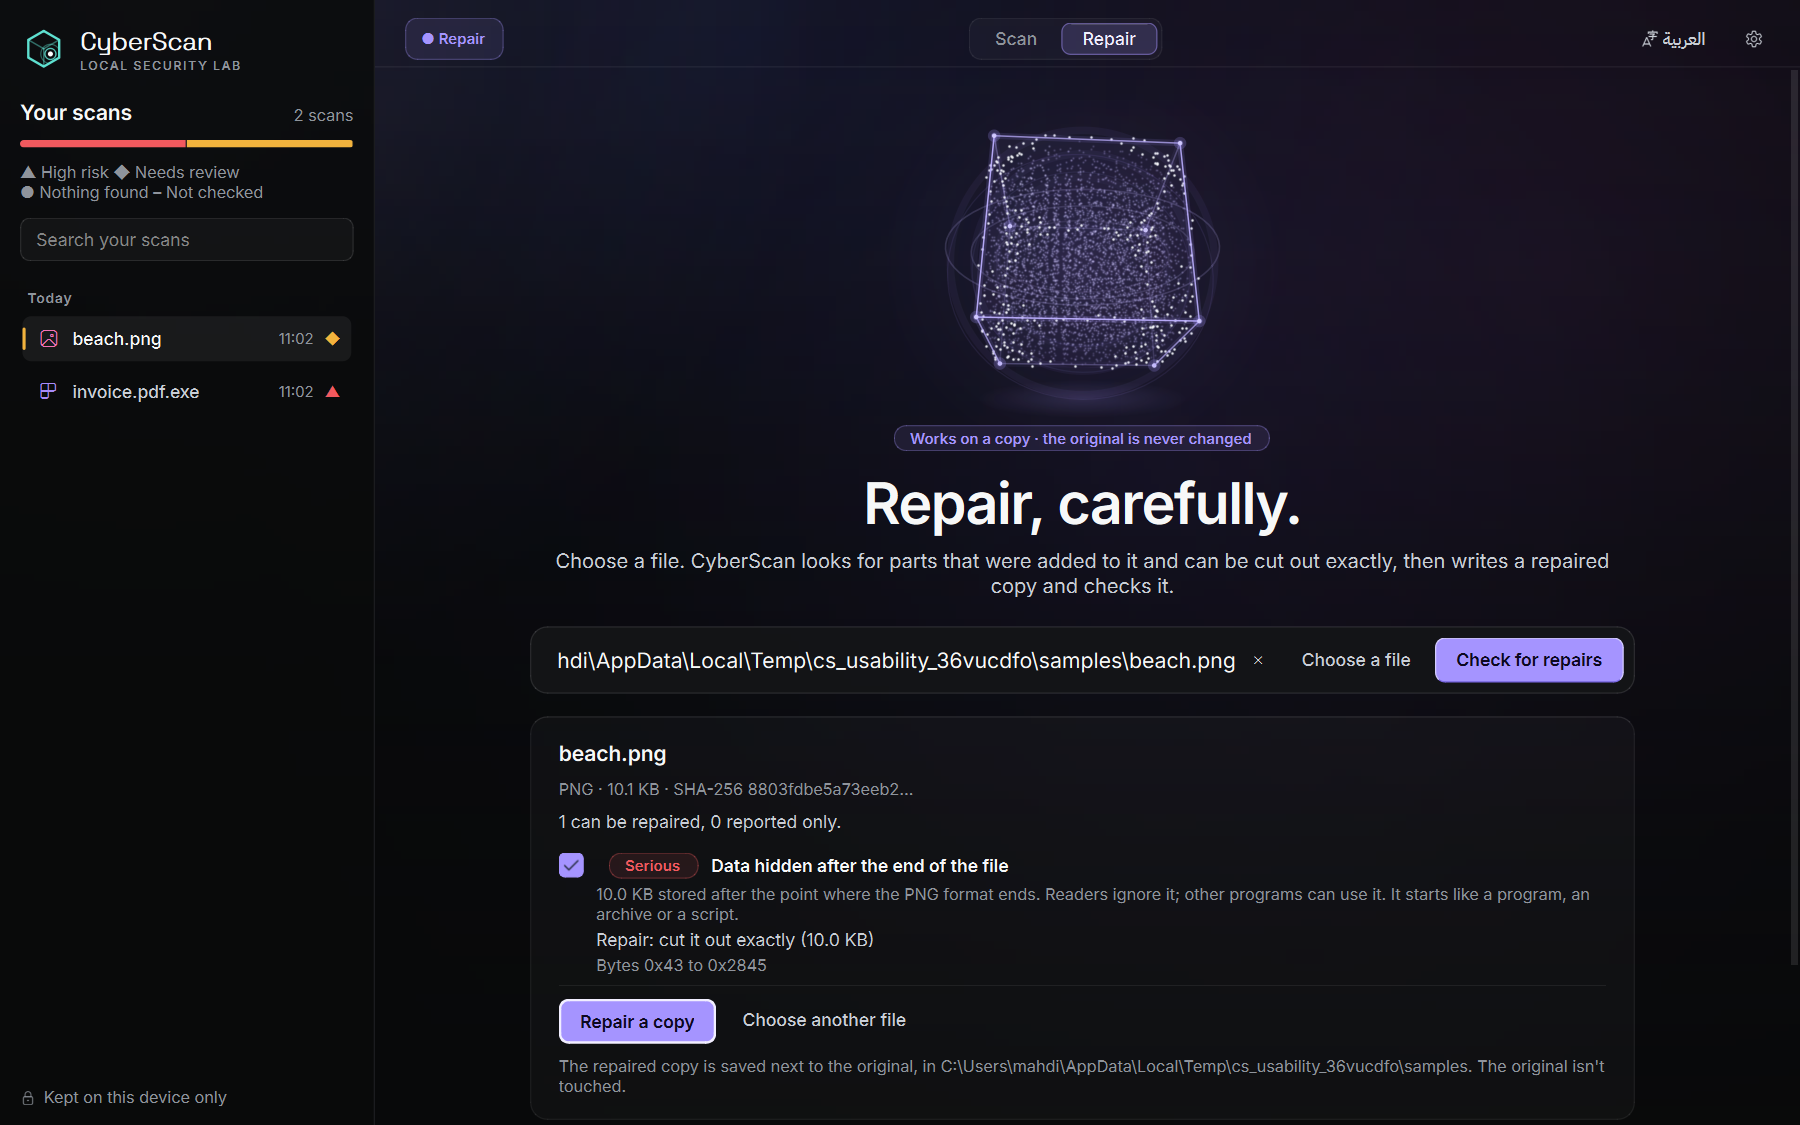 CyberScan
LOCAL SECURITY LAB
Your scans
2 scans
High risk Needs review
Nothing found – Not checked
Search your scans
Today
beach.png 11:02
invoice.pdf.exe 11:02
Kept on this device only
Repair
Scan Repair
العربية
Works on a copy · the original is never changed
Repair, carefully.
Choose a file. CyberScan looks for parts that were added to it and can be cut out exactly, then writes a repaired
copy and checks it.
hdi\AppData\Local\Temp\cs_usability_36vucdfo\samples\beach.png × Choose a file Check for repairs
beach.png
PNG · 10.1 KB · SHA-256 8803fdbe5a73eeb2...
1 can be repaired, 0 reported only.
Serious Data hidden after the end of the file
10.0 KB stored after the point where the PNG format ends. Readers ignore it; other programs can use it. It starts like a program, an
archive or a script.
Repair: cut it out exactly (10.0 KB)
Bytes 0x43 to 0x2845
Repair a copy Choose another file
The repaired copy is saved next to the original, in C:\Users\mahdi\AppData\Local\Temp\cs_usability_36vucdfo\samples. The original isn't
touched.